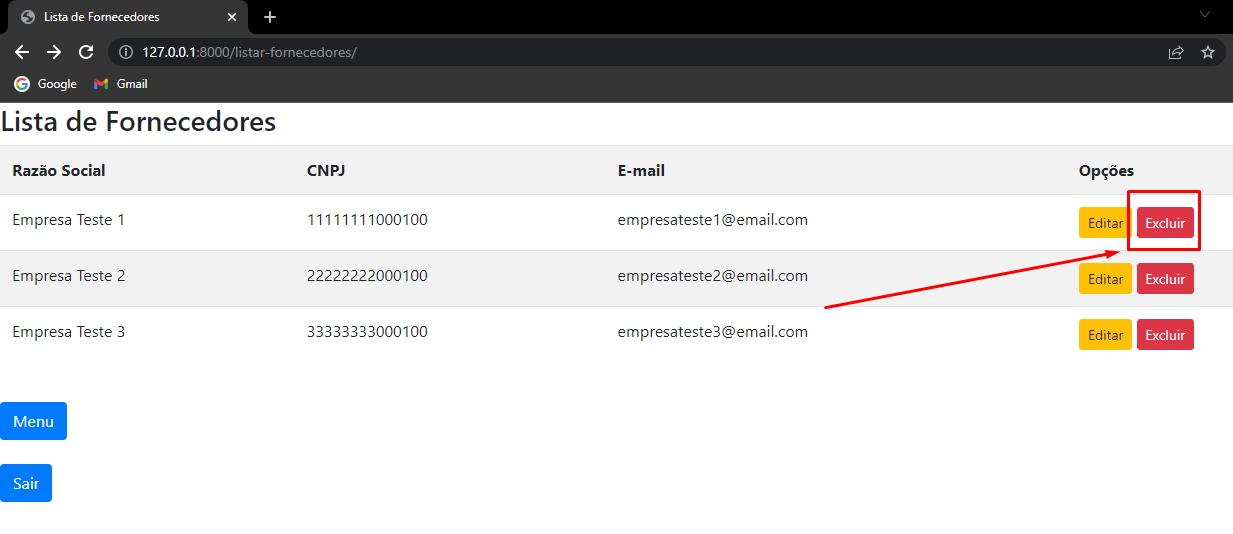 Lista de Fornecedores
127.0.0.1:8000/listar-fornecedores/
Google Gmail
Lista de Fornecedores
Razão Social CNPJ E-mail Opções
Empresa Teste 1 11111111000100 empresateste1@email.com Editar Excluir
Empresa Teste 2 22222222000100 empresateste2@email.com Editar Excluir
Empresa Teste 3 33333333000100 empresateste3@email.com Editar Excluir
Menu
Sair